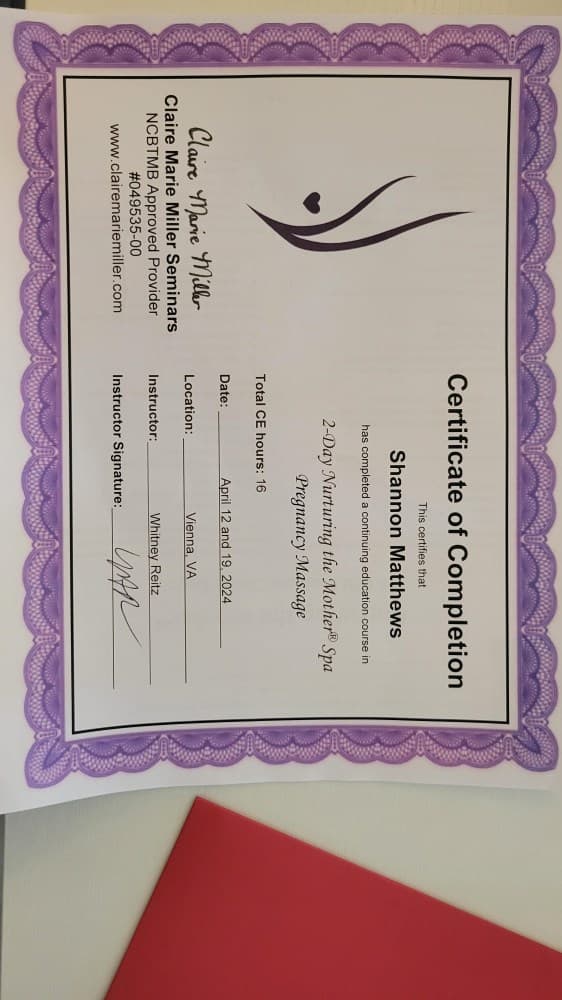 Certificate of Completion
This certifies that
Shannon Matthews
has completed a continuing education course in
2-Day Nurturing the Mother® Spa
Pregnancy Massage
Total CE hours: 16
Date: April 12 and 19, 2024
Location: Vienna, VA
Instructor: Whitney Reitz
Instructor Signature:
Claire Marie Miller
Claire Marie Miller Seminars
NCBTMB Approved Provider
#049535-00
www.clairemariemiller.com